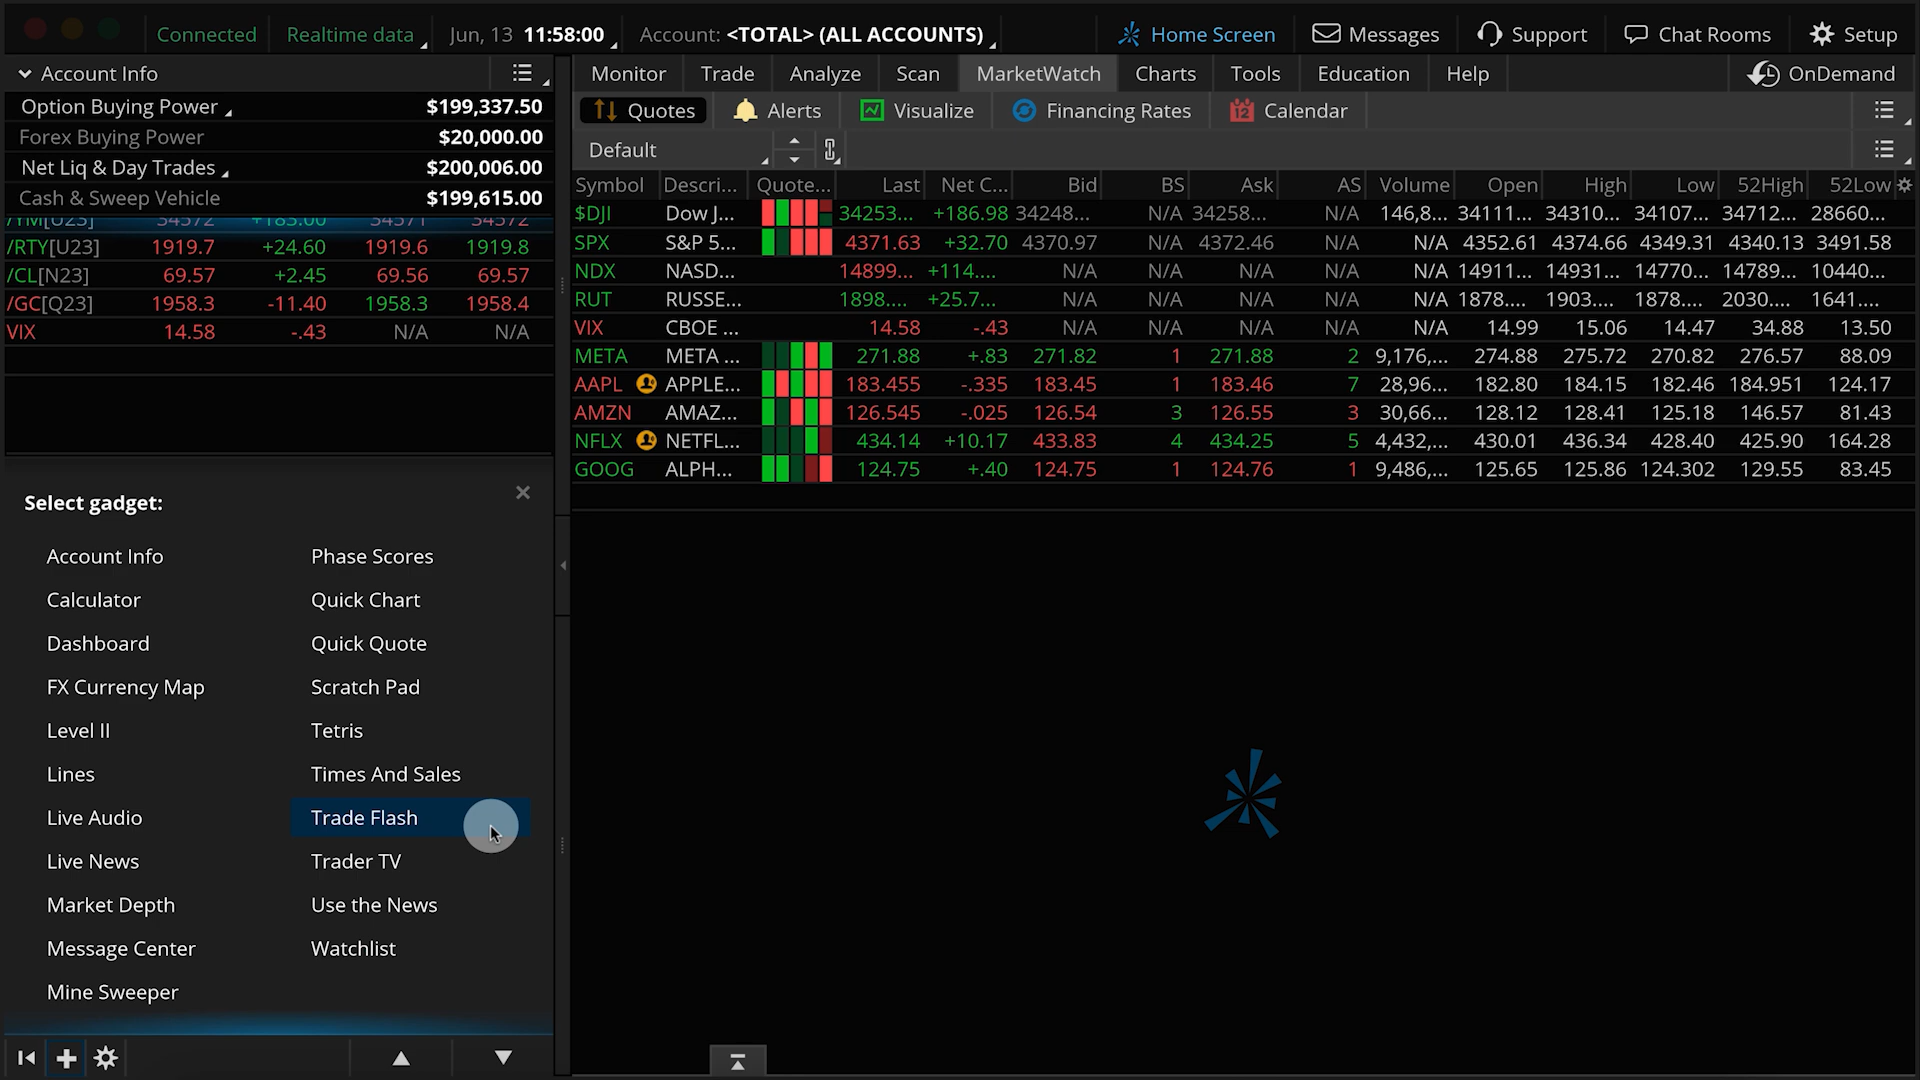 Connected Realtime data Jun, 13 11:58:00 Account: <TOTAL> (ALL ACCOUNTS) Home Screen Messages Support Chat Rooms Setup
Account Info
Option Buying Power $199,337.50
Forex Buying Power $20,000.00
Net Liq & Day Trades $200,006.00
Cash & Sweep Vehicle $199,615.00
/YM[U23] 34572 +183.00 34571 34572
/RTY[U23] 1919.7 +24.60 1919.6 1919.8
/CL[N23] 69.57 +2.45 69.56 69.57
/GC[Q23] 1958.3 -11.40 1958.3 1958.4
VIX 14.58 -.43 N/A N/A
Select gadget:
Account Info Phase Scores
Calculator Quick Chart
Dashboard Quick Quote
FX Currency Map Scratch Pad
Level II Tetris
Lines Times And Sales
Live Audio Trade Flash
Live News Trader TV
Market Depth Use the News
Message Center Watchlist
Mine Sweeper
Monitor Trade Analyze Scan MarketWatch Charts Tools Education Help OnDemand
Quotes Alerts Visualize Financing Rates 12 Calendar
Default
Symbol Descri... Quote... Last Net C... Bid BS Ask AS Volume Open High Low 52High 52Low
$DJI Dow J... 34253... +186.98 34248... N/A 34258... N/A 146,8... 34111... 34310... 34107... 34712... 28660...
SPX S&P 5... 4371.63 +32.70 4370.97 N/A 4372.46 N/A N/A 4352.61 4374.66 4349.31 4340.13 3491.58
NDX NASD... 14899... +114.... N/A N/A N/A N/A N/A 14911... 14931... 14770... 14789... 10440...
RUT RUSSE... 1898.... +25.7... N/A N/A N/A N/A N/A 1878.... 1903.... 1878.... 2030.... 1641....
VIX CBOE ... 14.58 -.43 N/A N/A N/A N/A N/A 14.99 15.06 14.47 34.88 13.50
META META ... 271.88 +.83 271.82 1 271.88 2 9,176,... 274.88 275.72 270.82 276.57 88.09
AAPL APPLE... 183.455 -.335 183.45 1 183.46 7 28,96... 182.80 184.15 182.46 184.951 124.17
AMZN AMAZ... 126.545 -.025 126.54 3 126.55 3 30,66... 128.12 128.41 125.18 146.57 81.43
NFLX NETFL... 434.14 +10.17 433.83 4 434.25 5 4,432,... 430.01 436.34 428.40 425.90 164.28
GOOG ALPH... 124.75 +.40 124.75 1 124.76 1 9,486,... 125.65 125.86 124.302 129.55 83.45